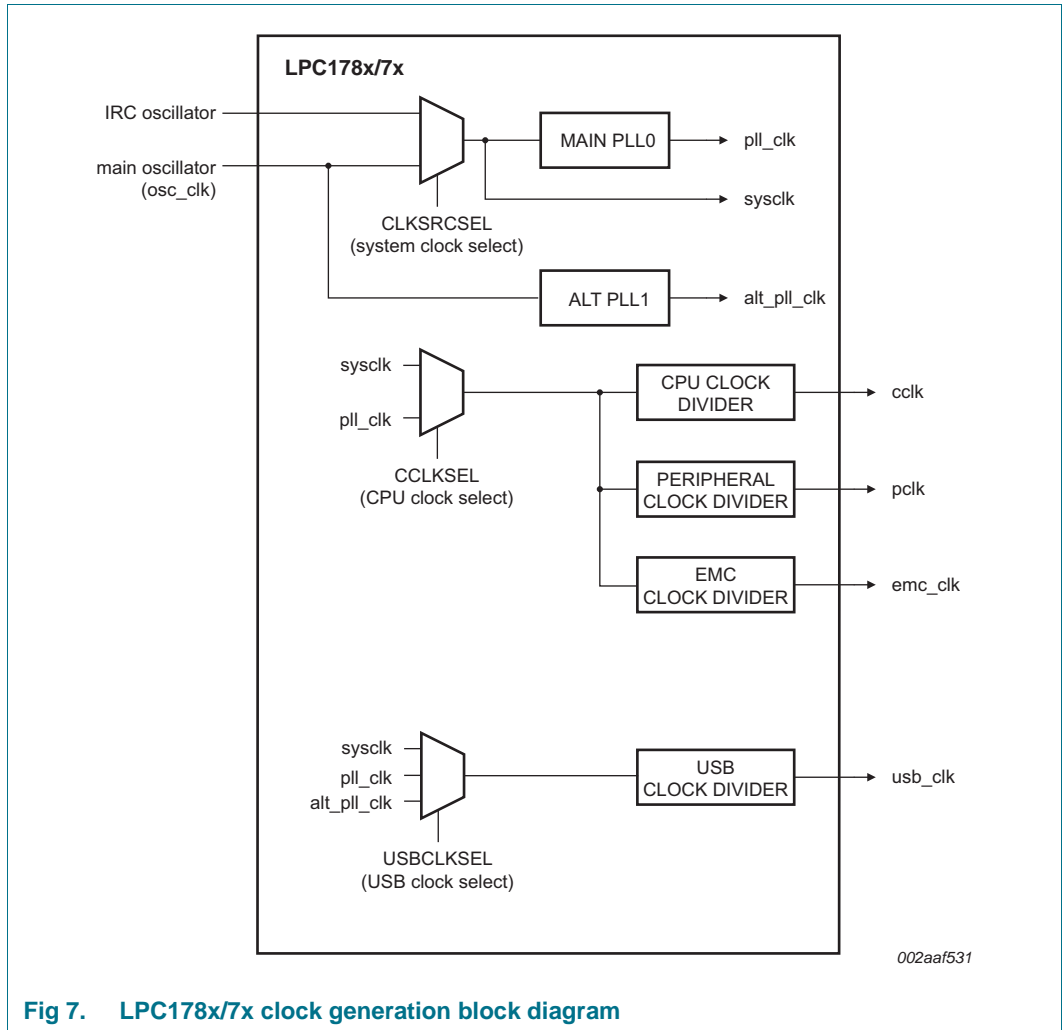 LPC178x/7x
IRC oscillator
main oscillator
(osc_clk)
CLKSRCSEL
(system clock select)
MAIN PLL0
pll_clk
sysclk
ALT PLL1
alt_pll_clk
sysclk
pll_clk
CCLKSEL
(CPU clock select)
CPU CLOCK
DIVIDER
cclk
PERIPHERAL
CLOCK DIVIDER
pclk
EMC
CLOCK DIVIDER
emc_clk
sysclk
pll_clk
alt_pll_clk
USBCLKSEL
(USB clock select)
USB
CLOCK DIVIDER
usb_clk
002aaf531
Fig 7. LPC178x/7x clock generation block diagram